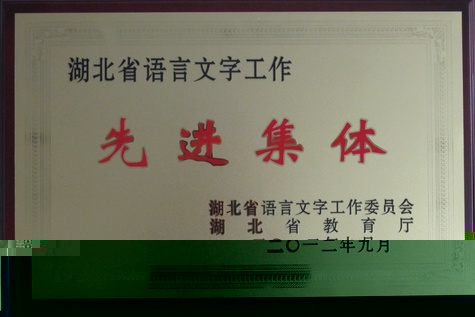 湖北省语言文字工作
先进集体
湖北省语言文字工作委员会
湖北省教育厅
二〇一二年九月